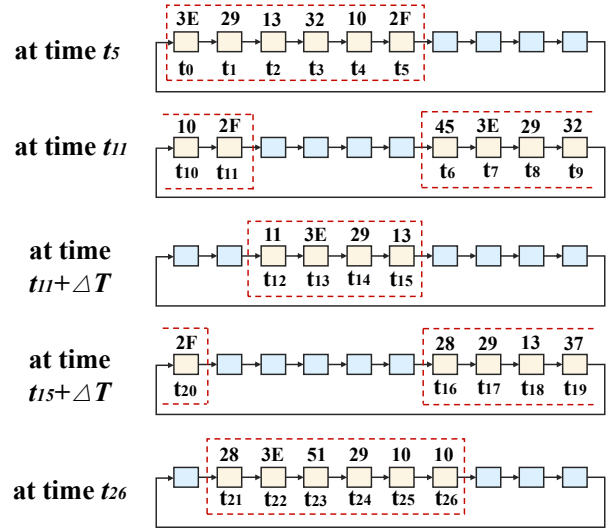 3E 29 13 32 10 2F
at time t5
t0 t1 t2 t3 t4 t5
10 2F 45 3E 29 32
at time t11
t10 t11 t6 t7 t8 t9
at time
t11+△T
11 3E 29 13
t12 t13 t14 t15
at time
t15+△T
2F 28 29 13 37
t20 t16 t17 t18 t19
28 3E 51 29 10 10
at time t26
t21 t22 t23 t24 t25 t26